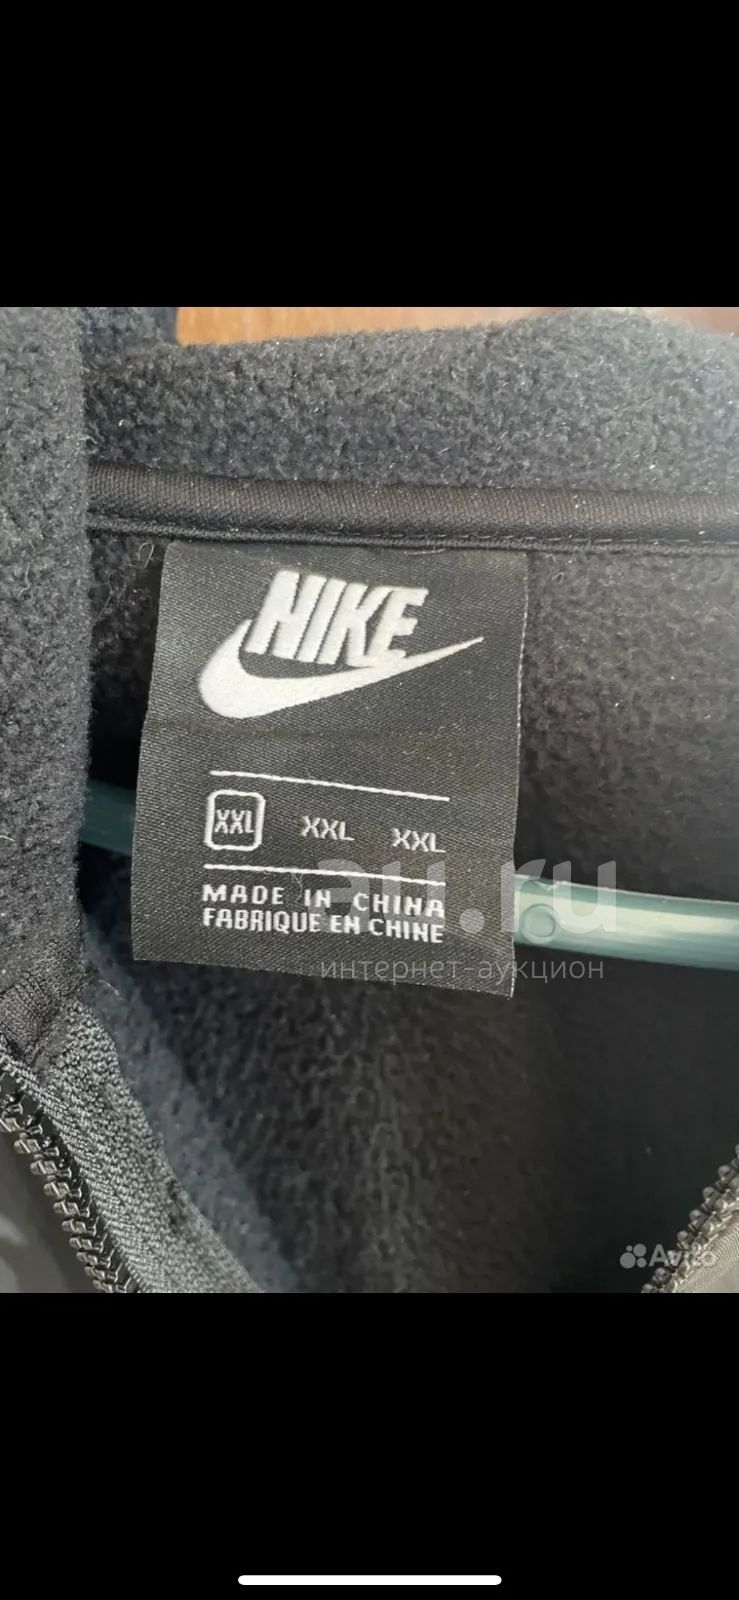 NIKE
XXL XXL XXL
MADE IN CHINA
FABRIQUE EN CHINE
au.ru
интернет-аукцион
Avito